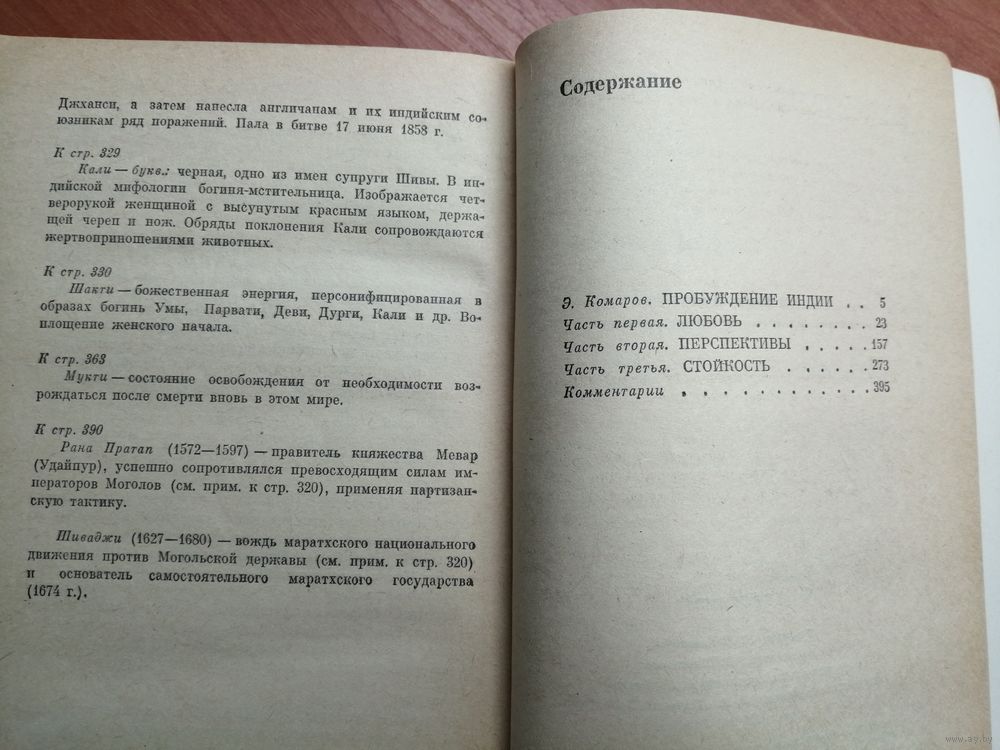 Джханси, а затем нанесла англичанам и их индийским со-
юзникам ряд поражений. Пала в битве 17 июня 1858 г.
К стр. 329
Кали — букв.: черная, одно из имен супруги Шивы. В ин-
дийской мифологии богиня-мстительница. Изображается чет-
верорукой женщиной с высунутым красным языком, держа-
щей череп и нож. Обряды поклонения Кали сопровождаются
жертвоприношениями животных.
К стр. 330
Шакти — божественная энергия, персонифицированная в
образах богинь Умы, Парвати, Деви, Дурги, Кали и др. Во-
площение женского начала.
К стр. 363
Мукти — состояние освобождения от необходимости воз-
рождаться после смерти вновь в этом мире.
К стр. 390
Рана Пратап (1572—1597) — правитель княжества Мевар
(Удайпур), успешно сопротивлялся превосходящим силам им-
ператоров Моголов (см. прим. к стр. 320), применяя партизан-
скую тактику.
Шиваджи (1627—1680) — вождь маратхского национального
движения против Могольской державы (см. прим. к стр. 320)
и основатель самостоятельного маратхского государства
(1674 г.).
Содержание
Э. Комаров. ПРОБУЖДЕНИЕ ИНДИИ . . 5
Часть первая. ЛЮБОВЬ . . . . . . . . 23
Часть вторая. ПЕРСПЕКТИВЫ . . . . . 157
Часть третья. СТОЙКОСТЬ . . . . . . 273
Комментарии . . . . . . . . . . . . 395
www.ay.by